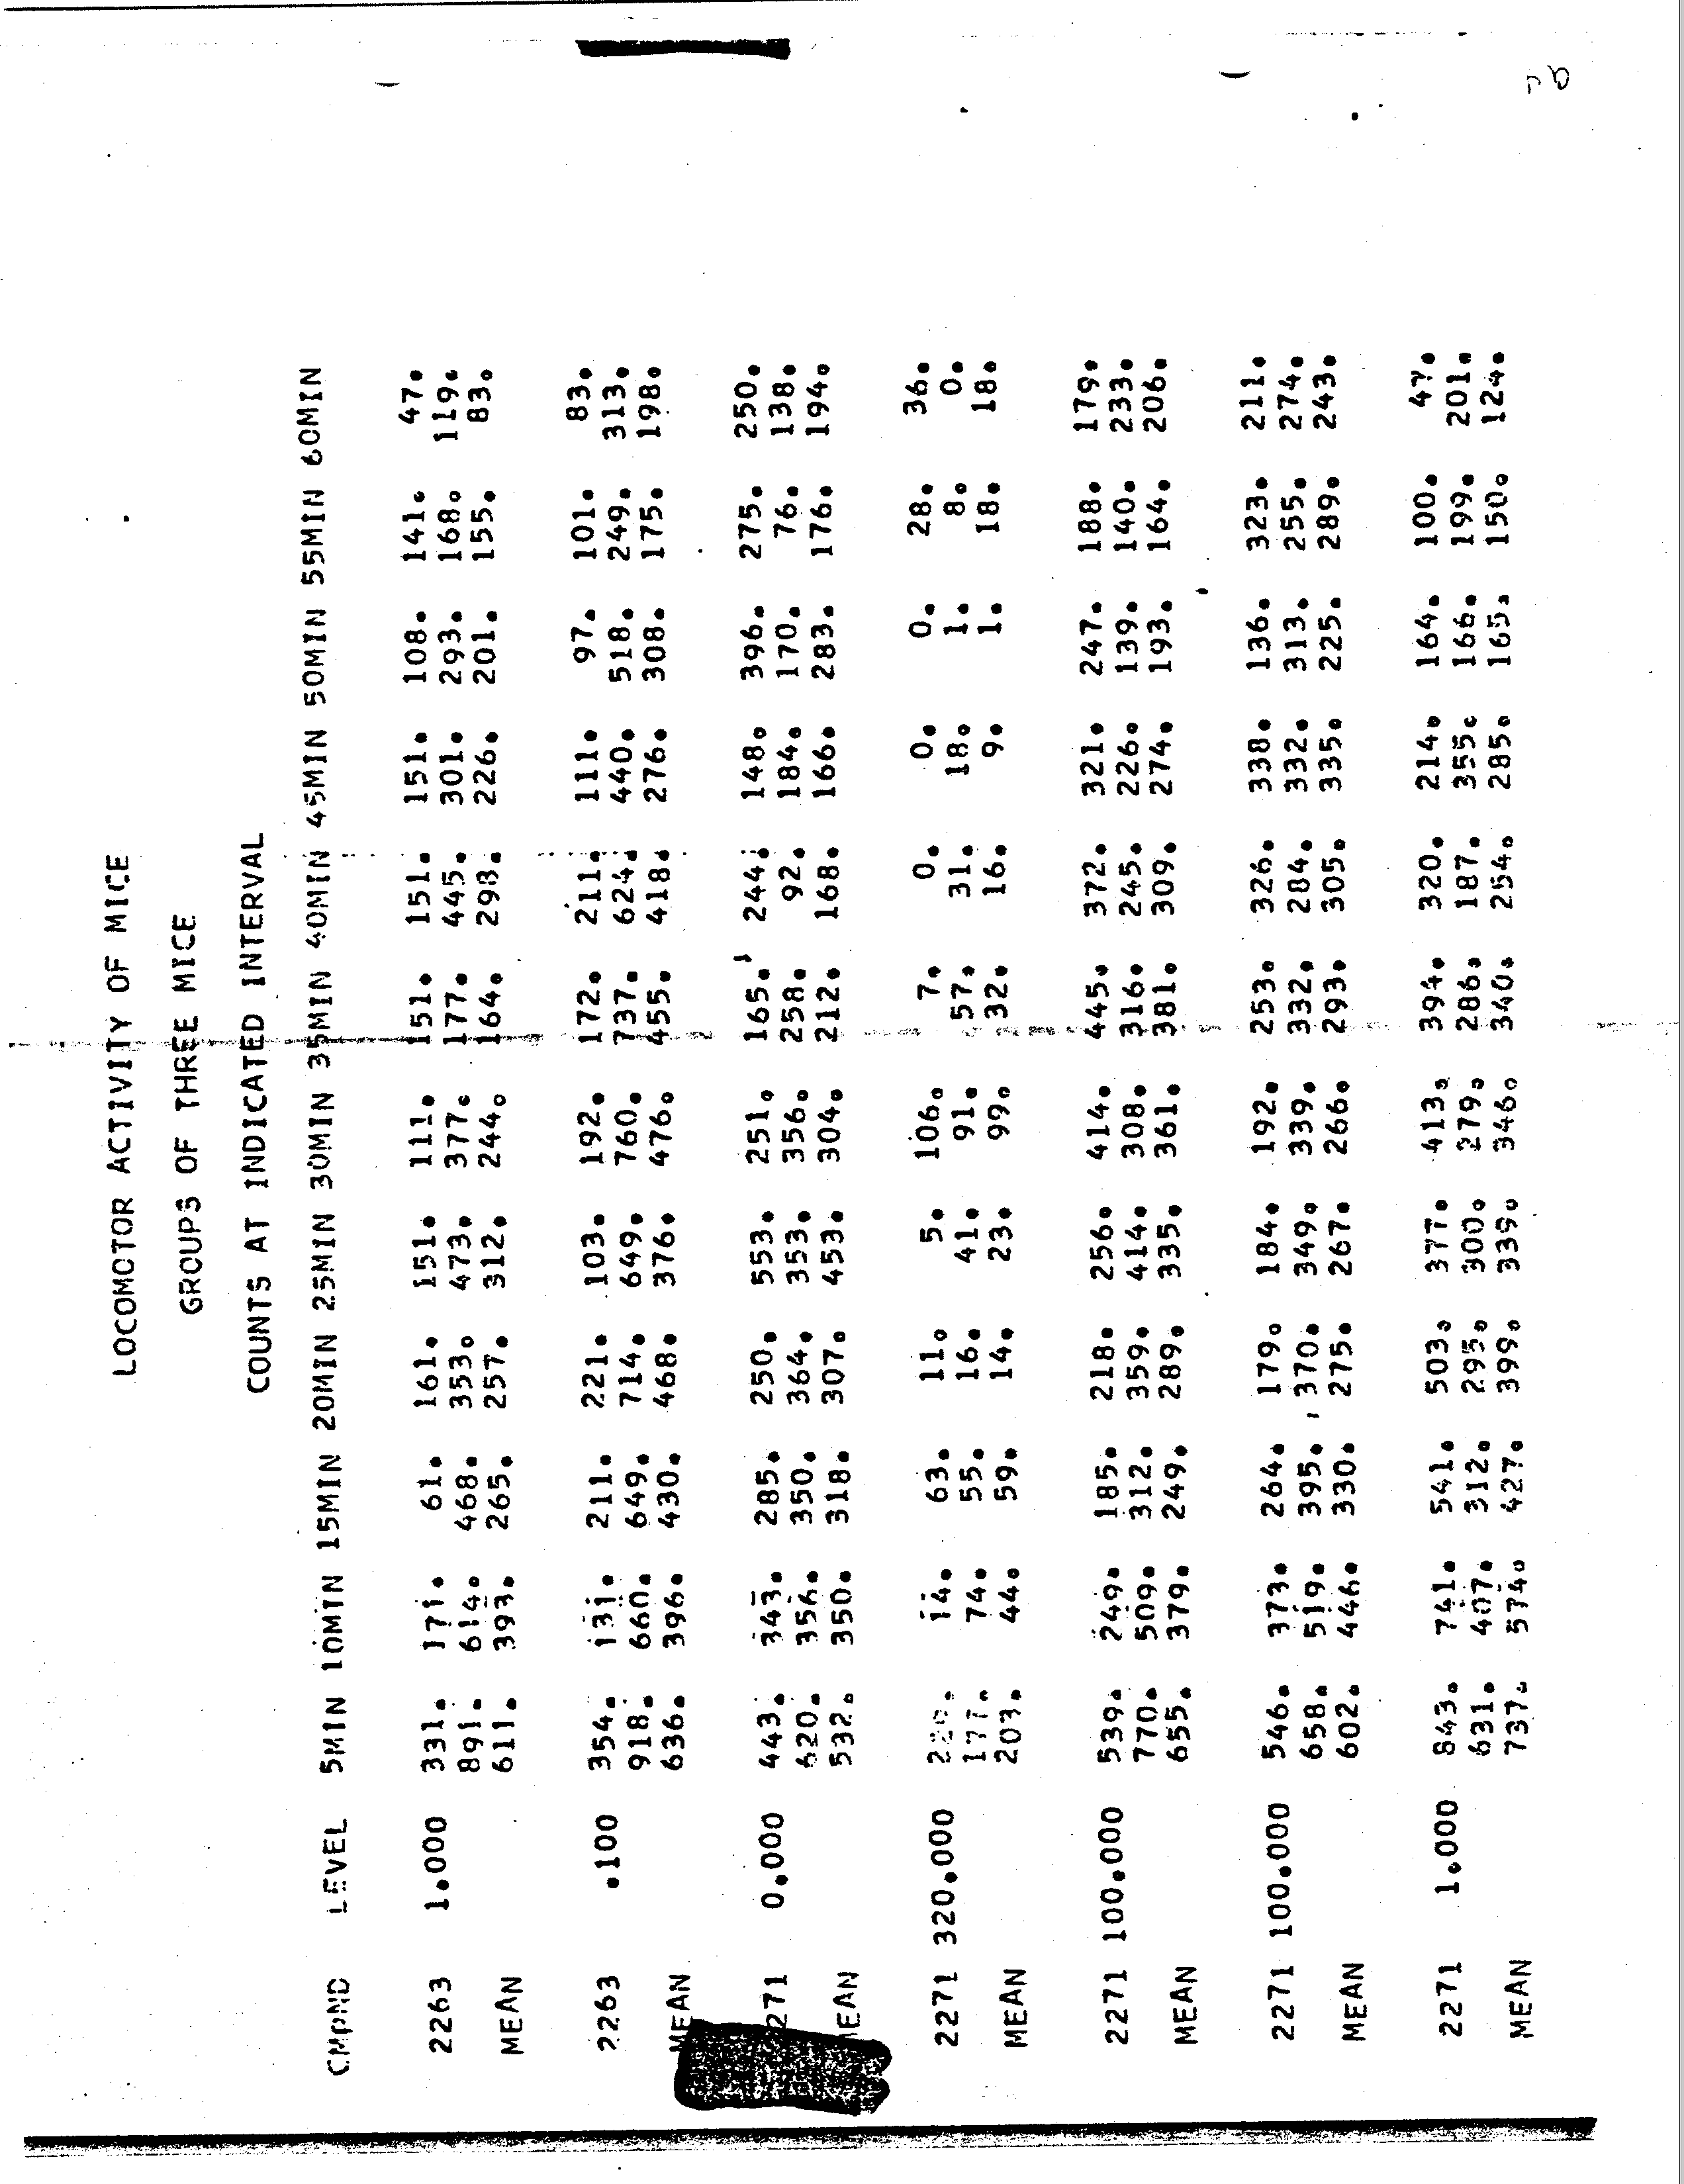 LOCOMOTOR ACTIVITY OF MICE
GROUPS OF THREE MICE
COUNTS AT INDICATED INTERVAL
CMPND LEVEL 5MIN 10MIN 15MIN 20MIN 25MIN 30MIN 35MIN 40MIN 45MIN 50MIN 55MIN 60MIN
2263 1.000 331. 171. 61. 161. 151. 111. 151. 151. 151. 108. 141. 47.
891. 614. 468. 353. 473. 377. 177. 445. 301. 293. 168. 119.
MEAN 611. 393. 265. 257. 312. 244. 164. 298. 226. 201. 155. 83.
2263 .100 354. 131. 211. 221. 103. 192. 172. 211. 111. 97. 101. 83.
918. 660. 649. 714. 649. 760. 737. 624. 440. 518. 249. 313.
MEAN 636. 396. 430. 468. 376. 476. 455. 418. 276. 308. 175. 198.
271 0.000 443. 343. 285. 250. 553. 251. 165. 244. 148. 396. 275. 250.
620. 356. 350. 364. 353. 356. 258. 92. 184. 170. 76. 138.
MEAN 532. 350. 318. 307. 453. 304. 212. 168. 166. 283. 176. 194.
2271 320.000 14. 63. 11. 5. 106. 7. 0. 0. 0. 28. 36.
177. 74. 55. 16. 41. 91. 57. 31. 18. 1. 8. 0.
MEAN 203. 44. 59. 14. 23. 99. 32. 16. 9. 1. 18. 18.
2271 100.000 539. 249. 185. 218. 256. 414. 445. 372. 321. 247. 188. 179.
770. 509. 312. 359. 414. 308. 316. 245. 226. 139. 140. 233.
MEAN 655. 379. 249. 289. 335. 361. 381. 309. 274. 193. 164. 206.
2271 100.000 546. 373. 264. 179. 184. 192. 253. 326. 338. 136. 323. 211.
658. 519. 395. 370. 349. 339. 332. 284. 332. 313. 255. 274.
MEAN 602. 446. 330. 275. 267. 266. 293. 305. 335. 225. 289. 243.
2271 1.000 843. 741. 541. 503. 377. 413. 394. 320. 214. 164. 100. 47.
631. 407. 312. 295. 300. 279. 286. 187. 355. 166. 199. 201.
MEAN 737. 574. 427. 399. 339. 346. 340. 254. 285. 165. 150. 124.